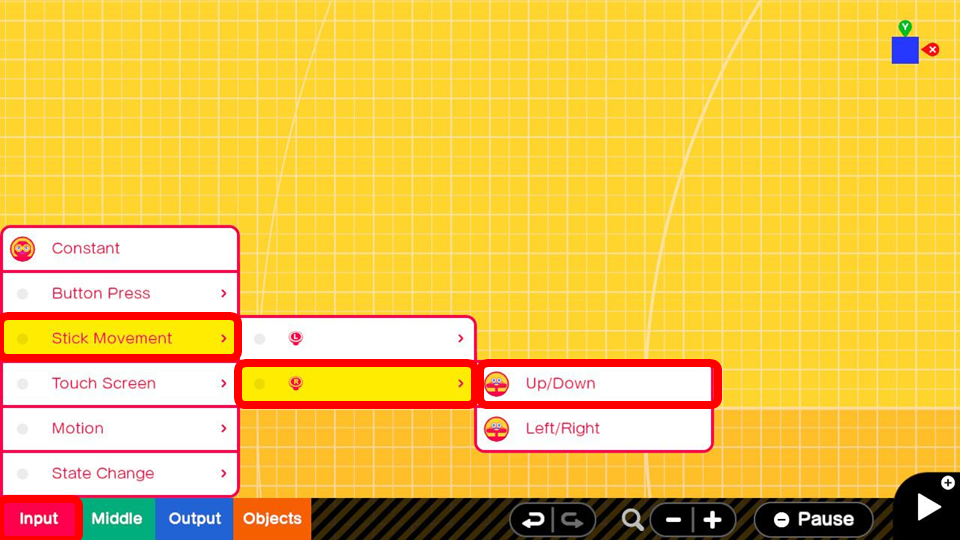 Y
X
Constant
Button Press
Stick Movement
L
Touch Screen
R
Up/Down
Motion
Left/Right
State Change
Input
Middle
Output
Objects
Pause